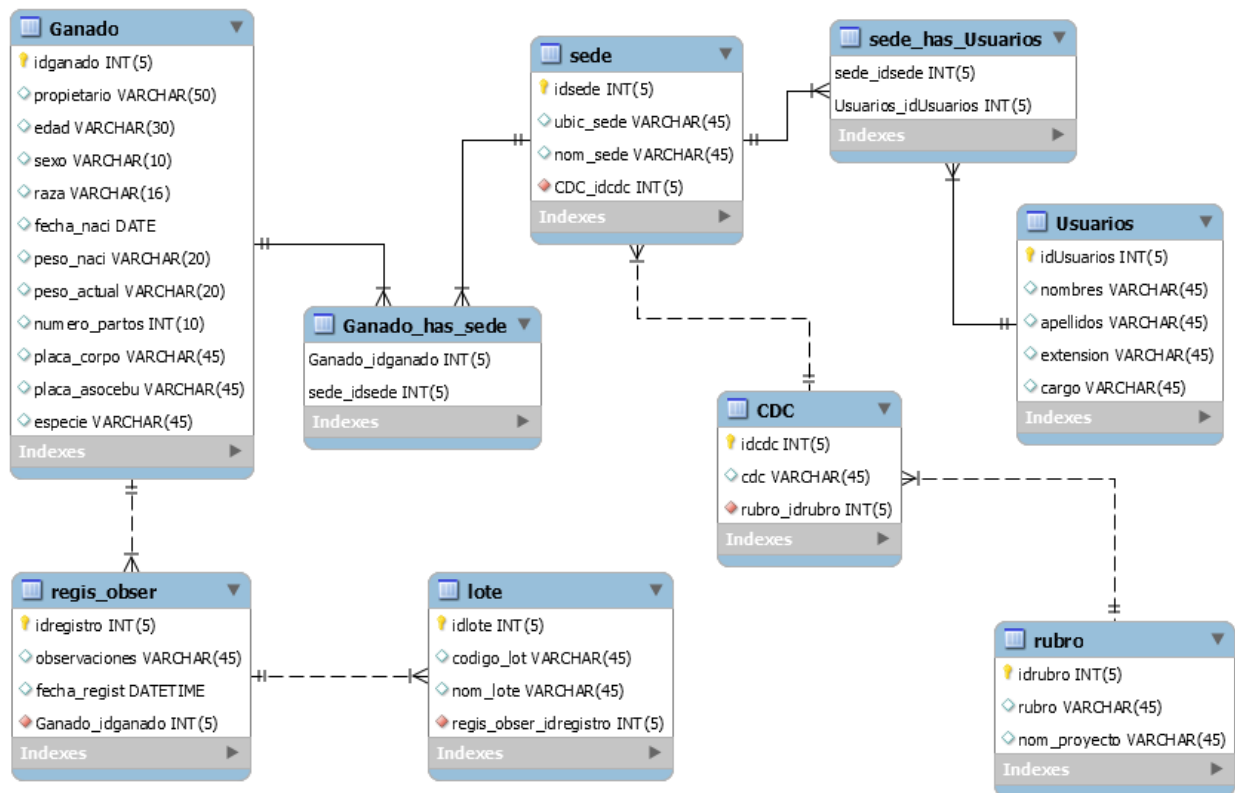 Ganado
idganado INT(5)
propietario VARCHAR(50)
edad VARCHAR(30)
sexo VARCHAR(10)
raza VARCHAR(16)
fecha_naci DATE
peso_naci VARCHAR(20)
peso_actual VARCHAR(20)
numero_partos INT(10)
placa_corpo VARCHAR(45)
placa_asocebu VARCHAR(45)
especie VARCHAR(45)
Indexes
sede
idsede INT(5)
ubic_sede VARCHAR(45)
nom_sede VARCHAR(45)
CDC_idcdc INT(5)
Indexes
sede_has_Usuarios
sede_idsede INT(5)
Usuarios_idUsuarios INT(5)
Indexes
Usuarios
idUsuarios INT(5)
nombres VARCHAR(45)
apellidos VARCHAR(45)
extension VARCHAR(45)
cargo VARCHAR(45)
Indexes
Ganado_has_sede
Ganado_idganado INT(5)
sede_idsede INT(5)
Indexes
CDC
idcdc INT(5)
cdc VARCHAR(45)
rubro_idrubro INT(5)
Indexes
regis_obser
idregistro INT(5)
observaciones VARCHAR(45)
fecha_regist DATETIME
Ganado_idganado INT(5)
Indexes
lote
idlote INT(5)
codigo_lot VARCHAR(45)
nom_lote VARCHAR(45)
regis_obser_idregistro INT(5)
Indexes
rubro
idrubro INT(5)
rubro VARCHAR(45)
nom_proyecto VARCHAR(45)
Indexes